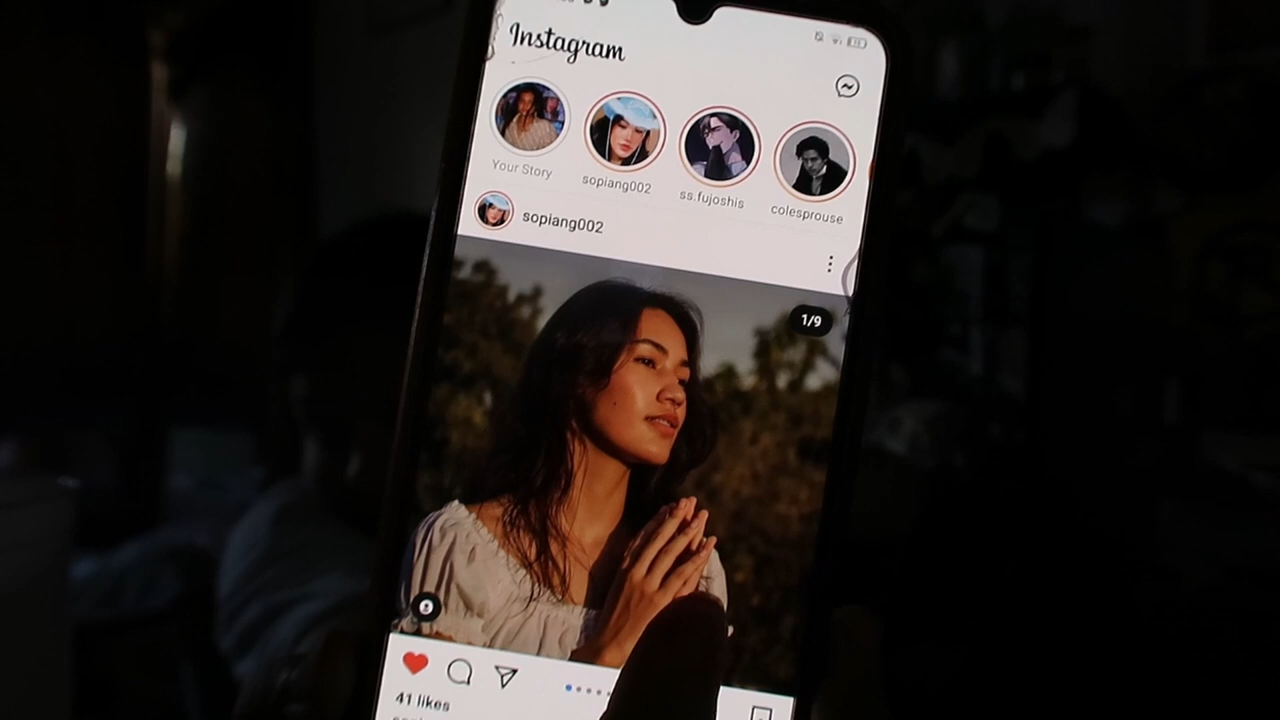 Instagram
Your Story
sopiang002
ss.fujoshis
colesprouse
sopiang002
1/9
41 likes